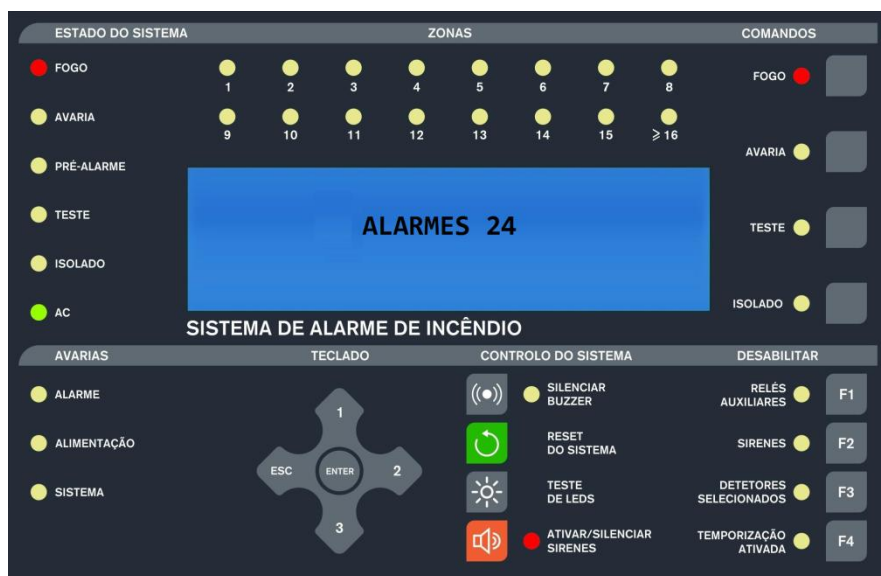 ESTADO DO SISTEMA
ZONAS
COMANDOS
FOGO
AVARIA
PRÉ-ALARME
TESTE
ISOLADO
AC
1 2 3 4 5 6 7 8
9 10 11 12 13 14 15 ⩾ 16
ALARMES 24
FOGO
AVARIA
TESTE
ISOLADO
SISTEMA DE ALARME DE INCÊNDIO
AVARIAS
TECLADO
CONTROLO DO SISTEMA
DESABILITAR
ALARME
ALIMENTAÇÃO
SISTEMA
1
ESC ENTER 2
3
SILENCIAR
BUZZER
RESET
DO SISTEMA
TESTE
DE LEDS
ATIVAR/SILENCIAR
SIRENES
RELÉS
AUXILIARES
F1
SIRENES
F2
DETETORES
SELECIONADOS
F3
TEMPORIZAÇÃO
ATIVADA
F4